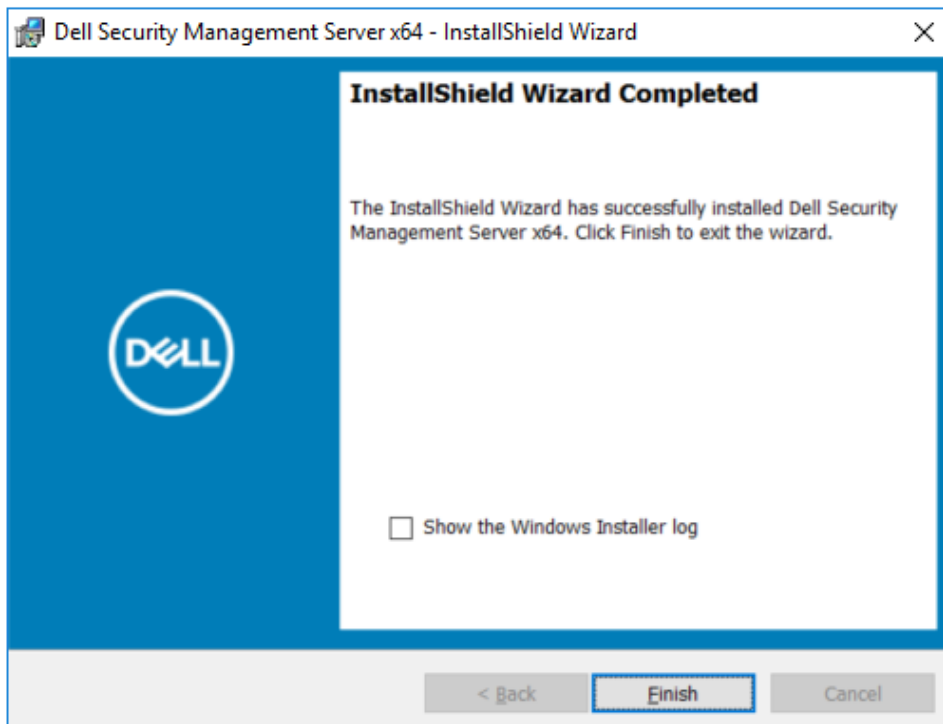 Dell Security Management Server x64 - InstallShield Wizard
InstallShield Wizard Completed
The InstallShield Wizard has successfully installed Dell Security
Management Server x64. Click Finish to exit the wizard.
DELL
Show the Windows Installer log
< Back
Finish
Cancel